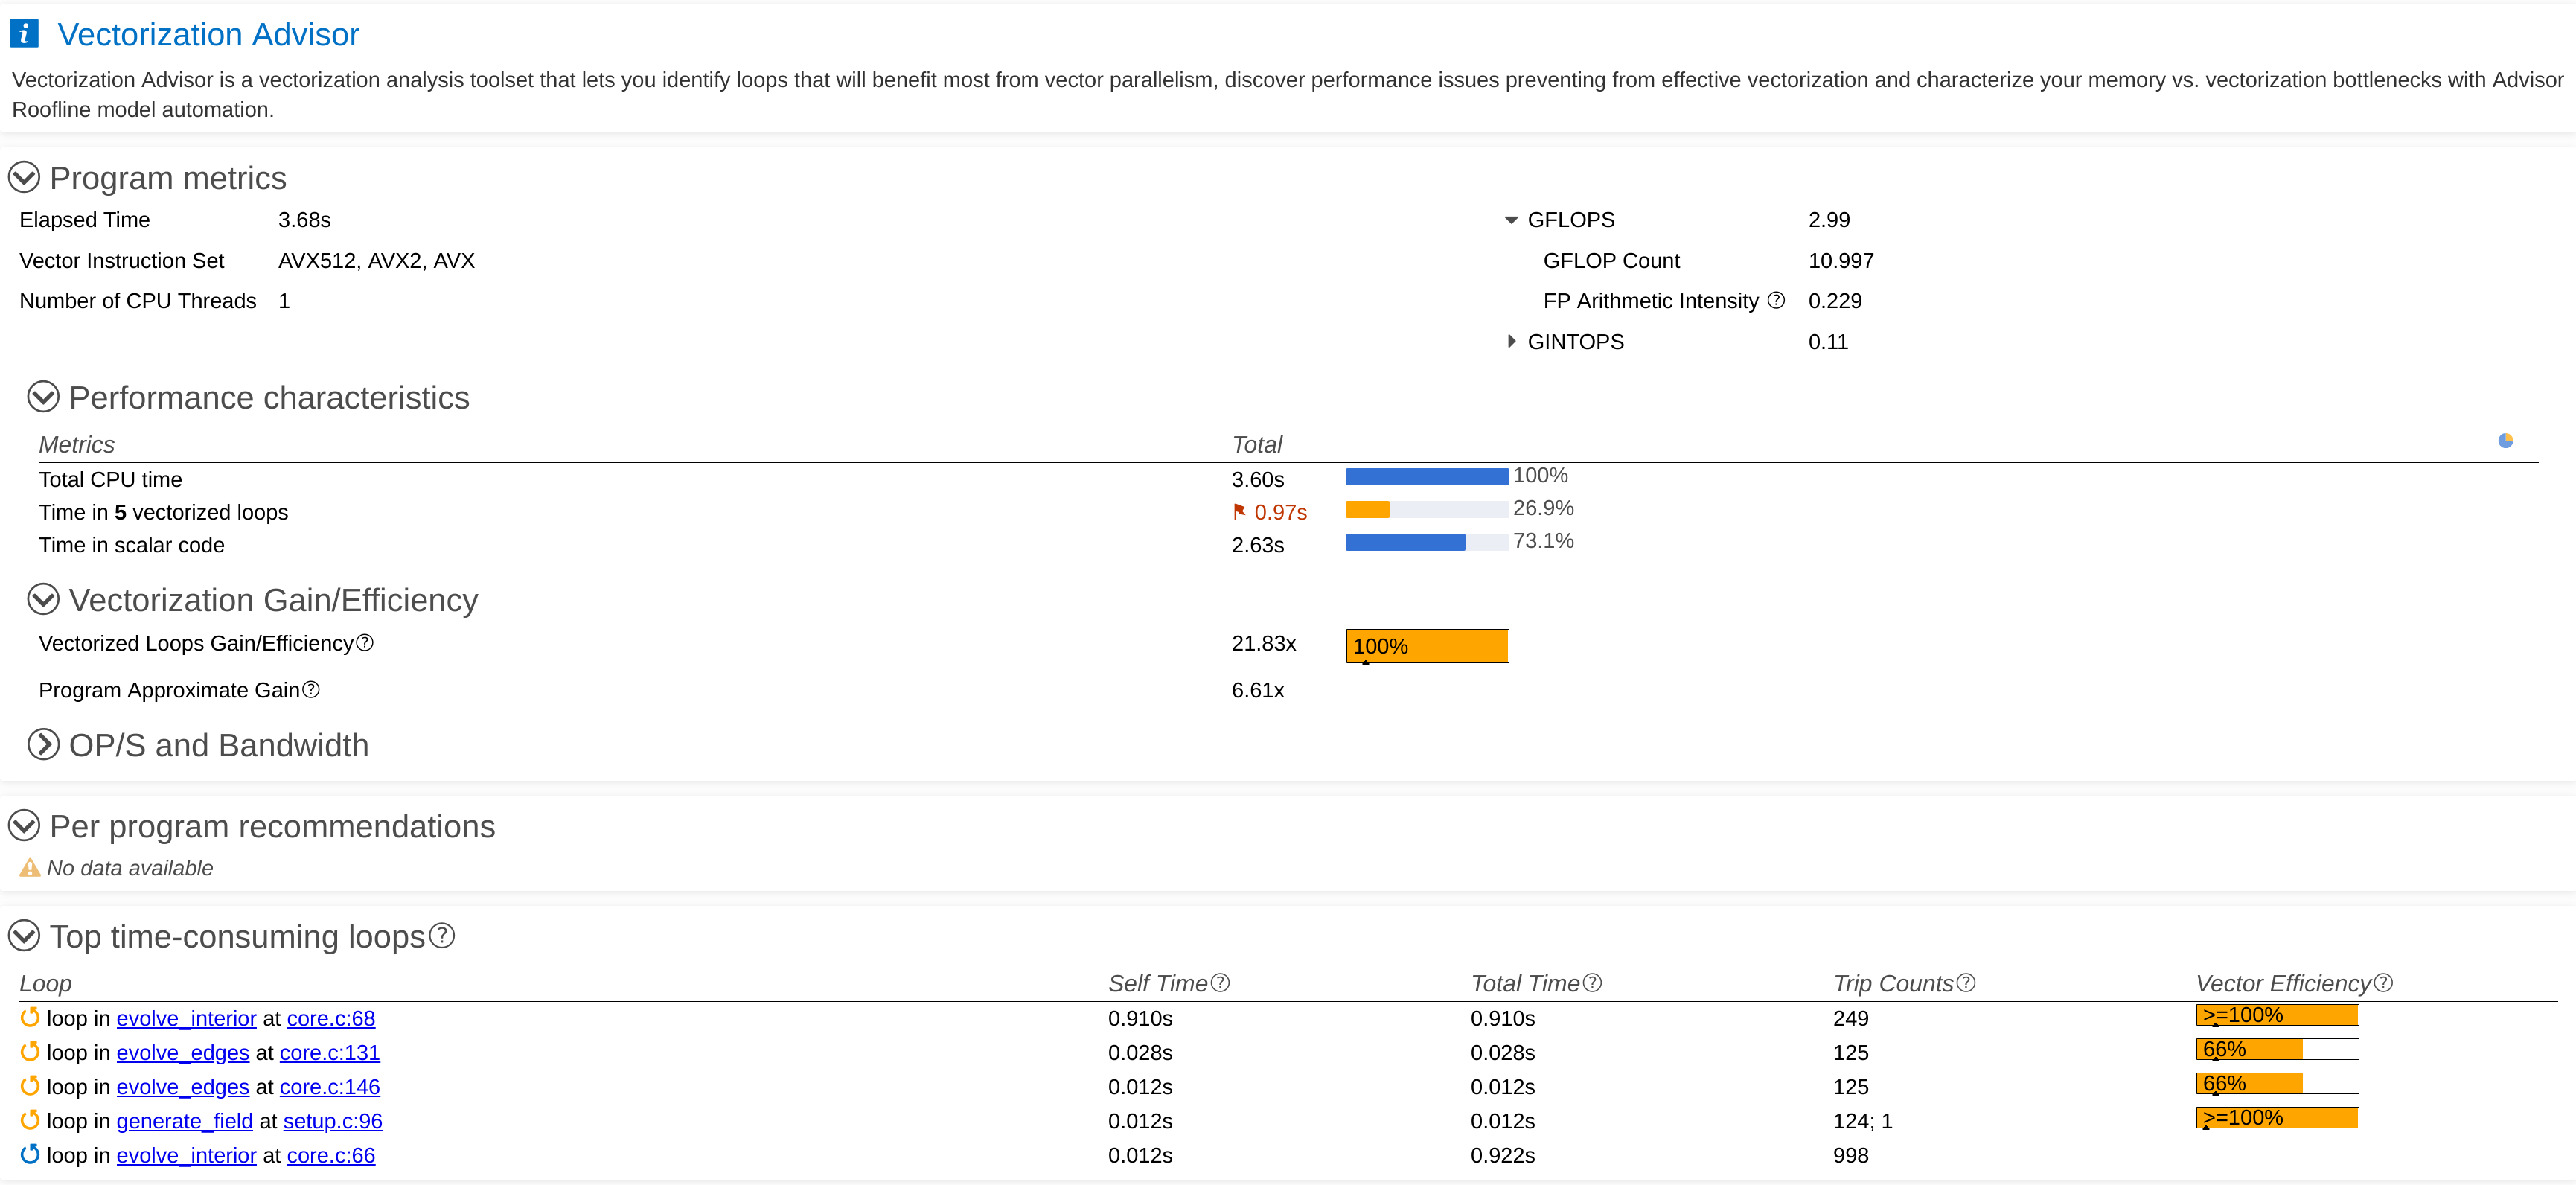 Vectorization Advisor
Vectorization Advisor is a vectorization analysis toolset that lets you identify loops that will benefit most from vector parallelism, discover performance issues preventing from effective vectorization and characterize your memory vs. vectorization bottlenecks with Advisor
Roofline model automation.
Program metrics
Elapsed Time 3.68s GFLOPS 2.99
Vector Instruction Set AVX512, AVX2, AVX GFLOP Count 10.997
Number of CPU Threads 1 FP Arithmetic Intensity ? 0.229
GINTOPS 0.11
Performance characteristics
Metrics Total
Total CPU time 3.60s 100%
Time in 5 vectorized loops 0.97s 26.9%
Time in scalar code 2.63s 73.1%
Vectorization Gain/Efficiency
Vectorized Loops Gain/Efficiency? 21.83x 100%
Program Approximate Gain? 6.61x
OP/S and Bandwidth
Per program recommendations
No data available
Top time-consuming loops?
Loop Self Time? Total Time? Trip Counts? Vector Efficiency?
loop in evolve_interior at core.c:68 0.910s 0.910s 249 >=100%
loop in evolve_edges at core.c:131 0.028s 0.028s 125 66%
loop in evolve_edges at core.c:146 0.012s 0.012s 125 66%
loop in generate_field at setup.c:96 0.012s 0.012s 124; 1 >=100%
loop in evolve_interior at core.c:66 0.012s 0.922s 998